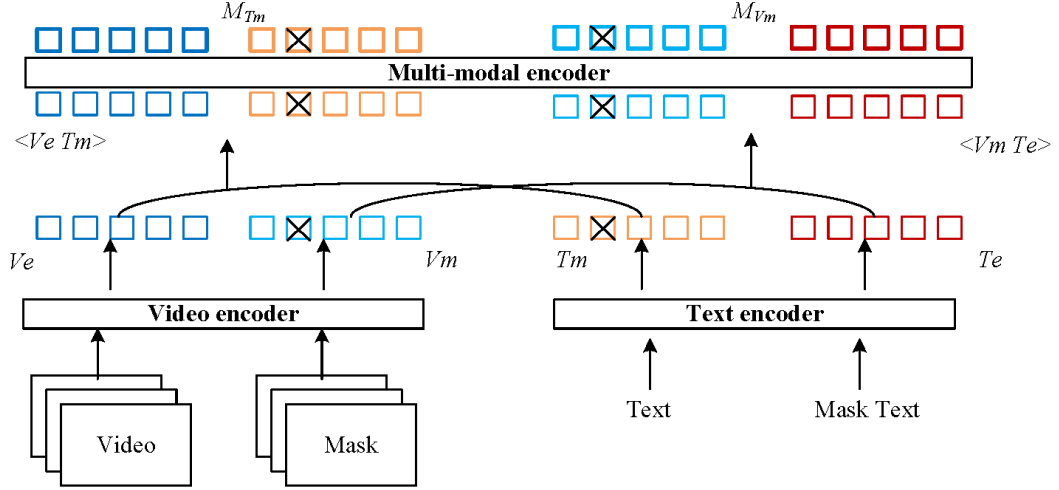 M_Tm M_Vm
Multi-modal encoder
<Ve Tm> <Vm Te>
Ve Vm Tm Te
Video encoder Text encoder
Text Mask Text
Video Mask